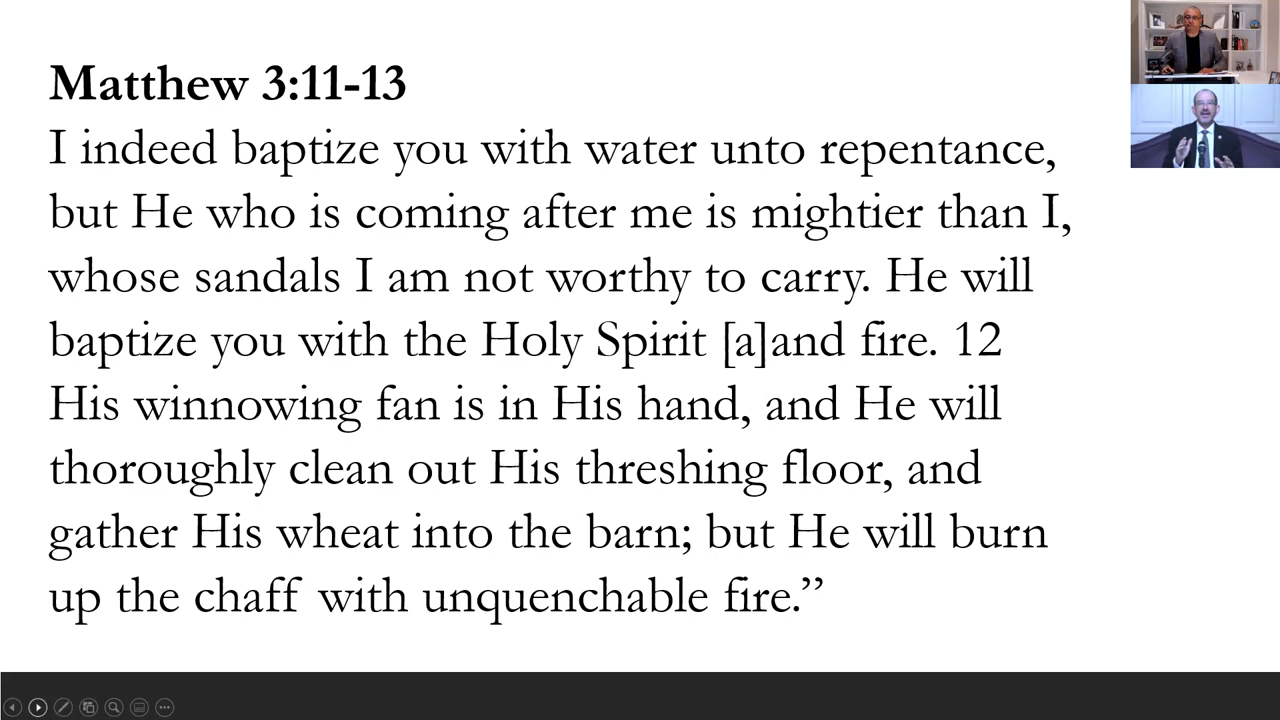 Matthew 3:11-13
I indeed baptize you with water unto repentance,
but He who is coming after me is mightier than I,
whose sandals I am not worthy to carry. He will
baptize you with the Holy Spirit [a]and fire. 12
His winnowing fan is in His hand, and He will
thoroughly clean out His threshing floor, and
gather His wheat into the barn; but He will burn
up the chaff with unquenchable fire.”